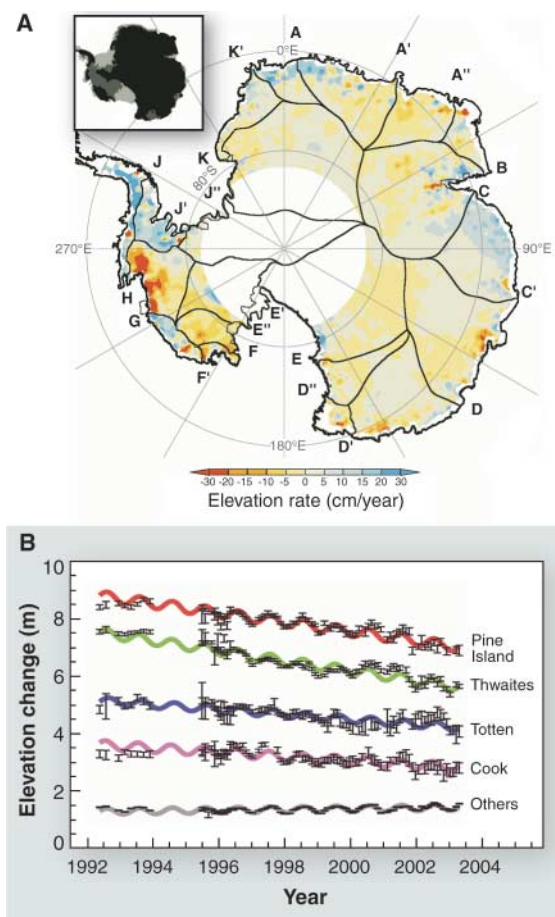 A
K'
A
0°E
A'
A"
K
80°S
J
J'
J"
B
C
270°E
90°E
H
G
E'
E"
F
F'
C'
E
D"
D
180°E
D'
-30 -20 -15 -10 -5 0 5 10 15 20 30
Elevation rate (cm/year)
B
Elevation change (m)
10
8
6
4
2
0
Pine
Island
Thwaites
Totten
Cook
Others
1992 1994 1996 1998 2000 2002 2004
Year